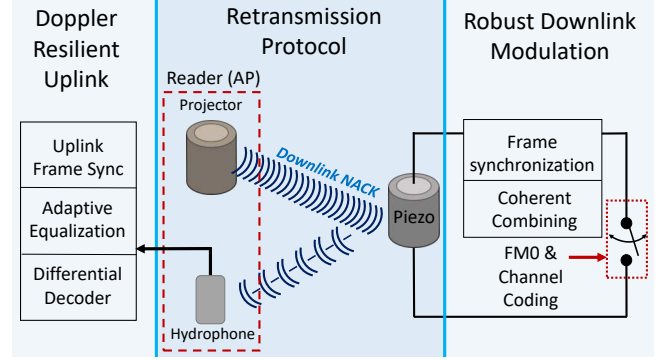 Doppler
Resilient
Uplink
Uplink
Frame Sync
Adaptive
Equalization
Differential
Decoder
Retransmission
Protocol
Reader (AP)
Projector
Downlink NACK
Piezo
Hydrophone
Robust Downlink
Modulation
Frame
synchronization
Coherent
Combining
FM0 &
Channel
Coding